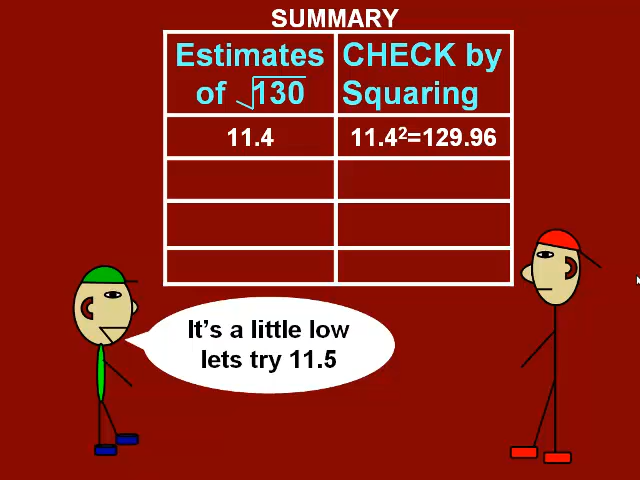 SUMMARY
Estimates of √130
CHECK by Squaring
11.4
11.4²=129.96
It's a little low
lets try 11.5